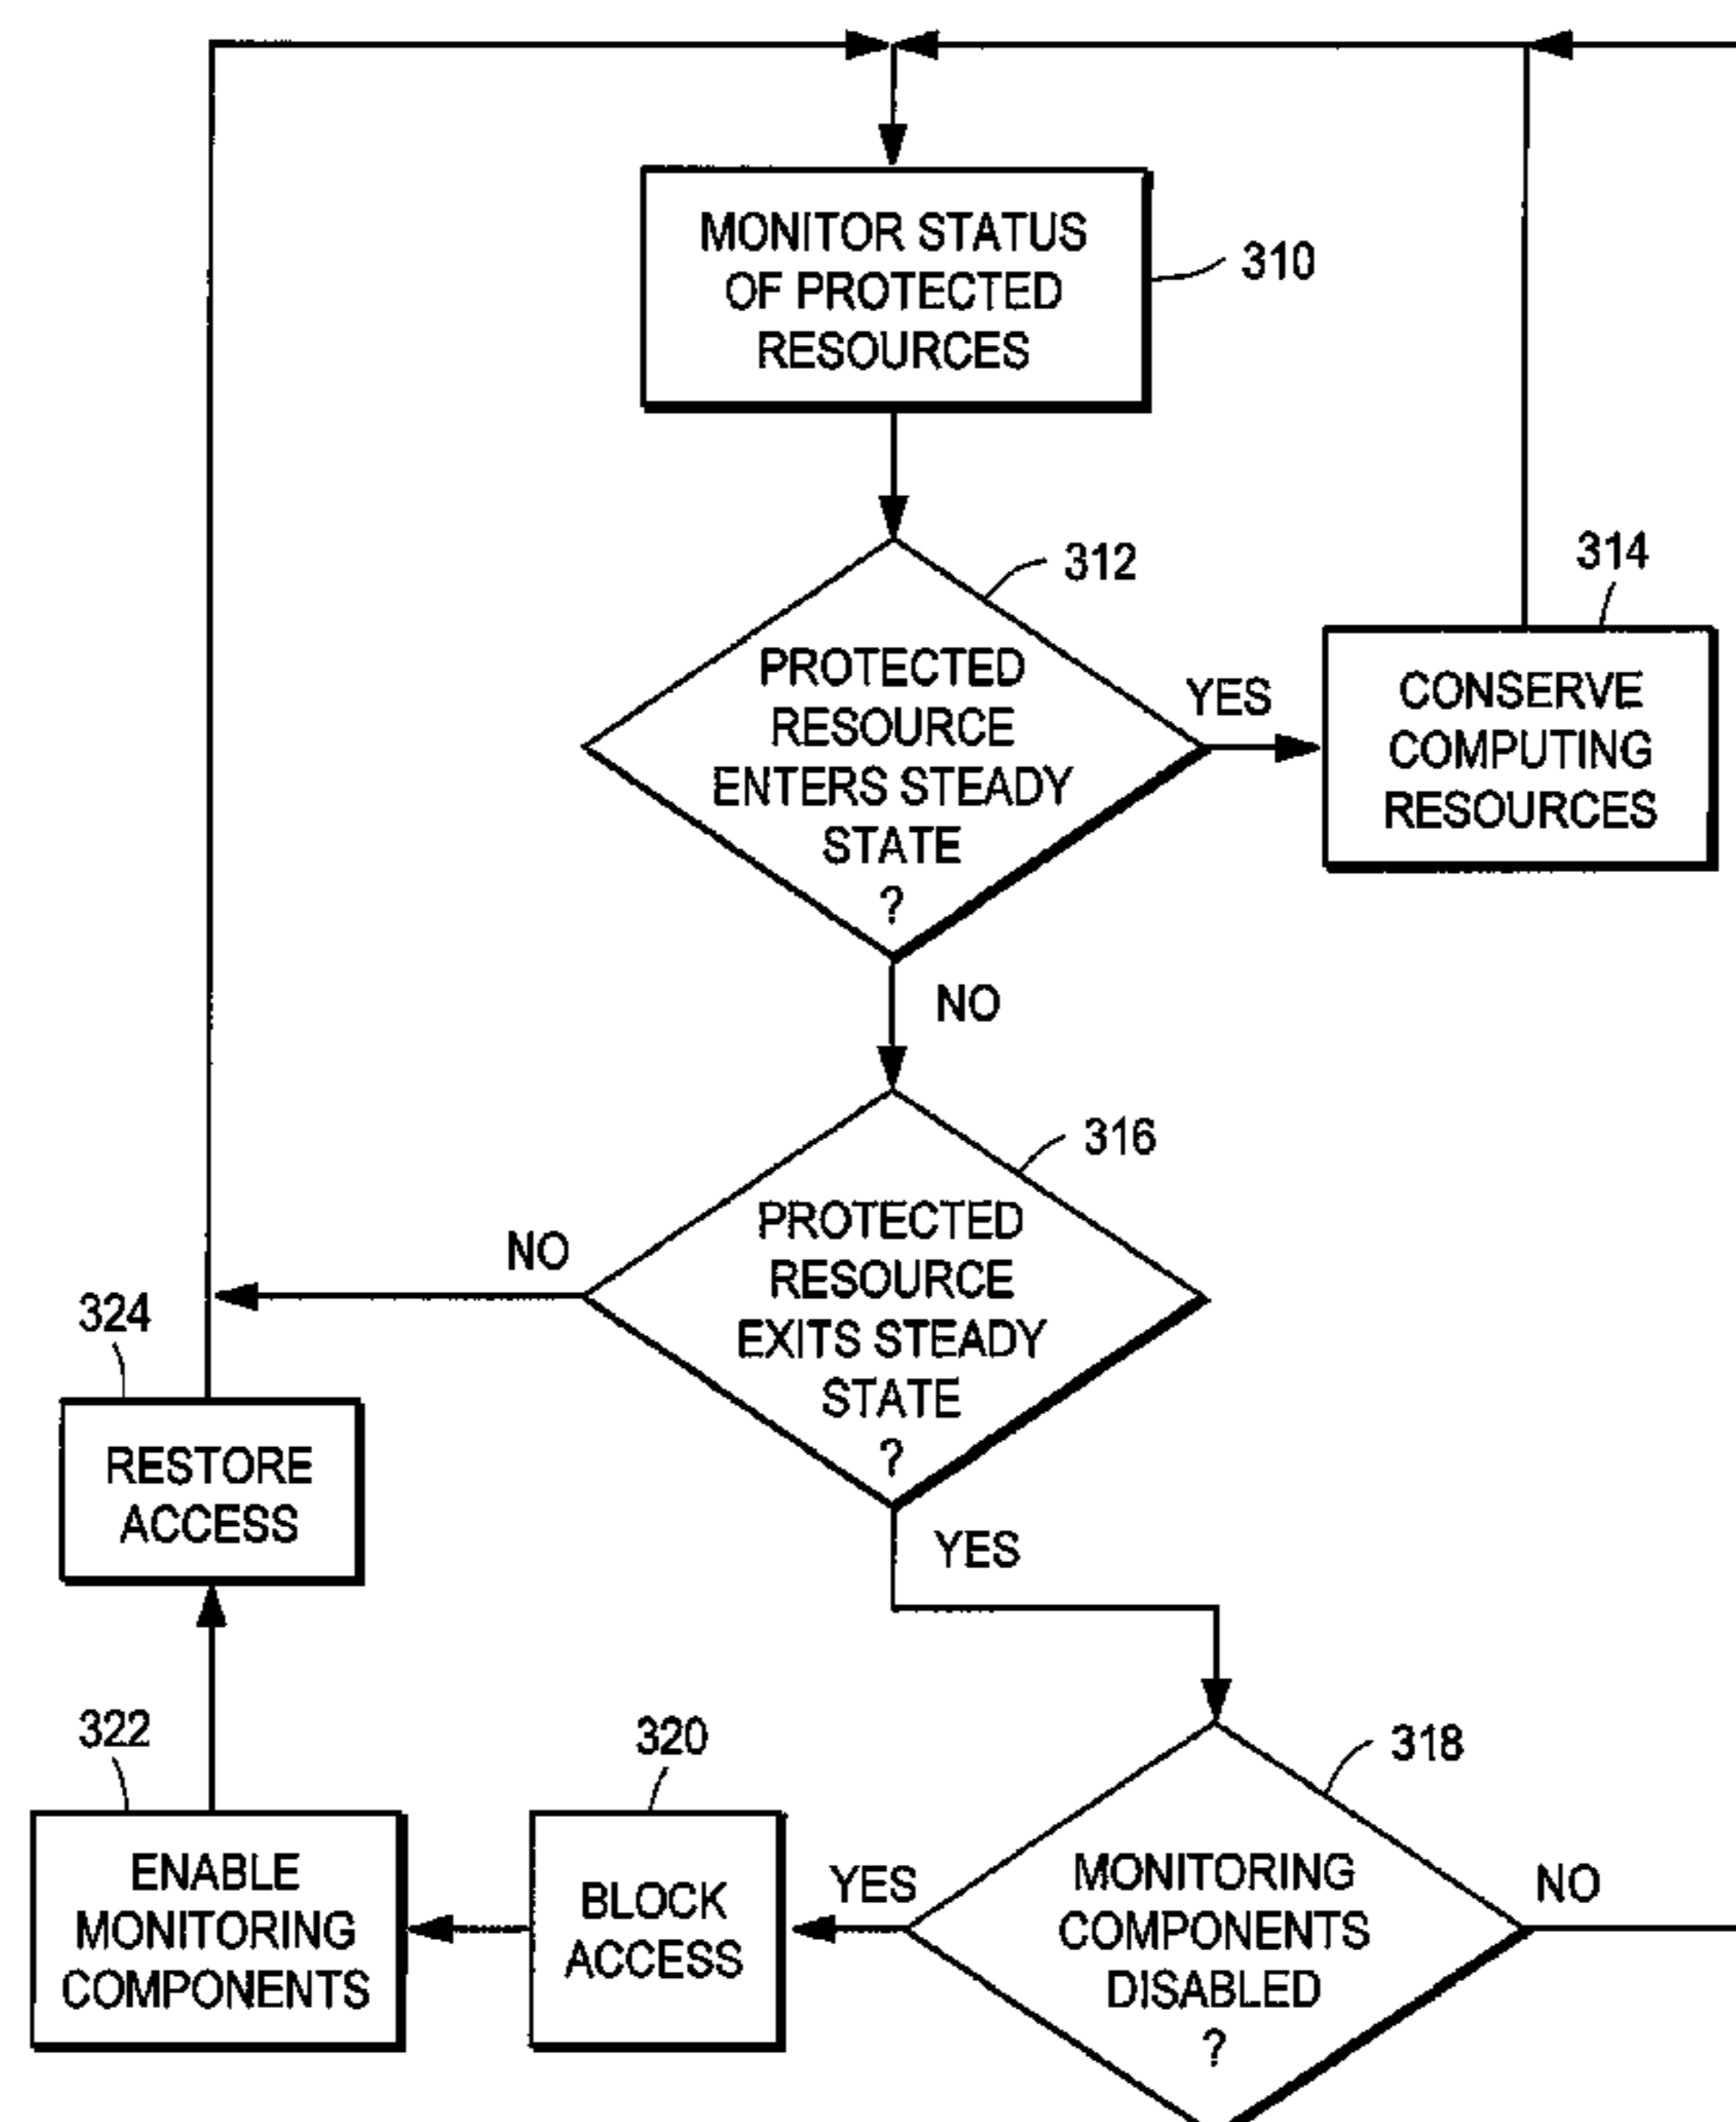 MONITOR STATUS
OF PROTECTED
RESOURCES
310
312
PROTECTED
RESOURCE
ENTERS STEADY
STATE
?
YES
314
CONSERVE
COMPUTING
RESOURCES
NO
316
PROTECTED
RESOURCE
EXITS STEADY
STATE
?
NO
YES
324
RESTORE
ACCESS
318
MONITORING
COMPONENTS
DISABLED
?
NO
YES
320
BLOCK
ACCESS
322
ENABLE
MONITORING
COMPONENTS